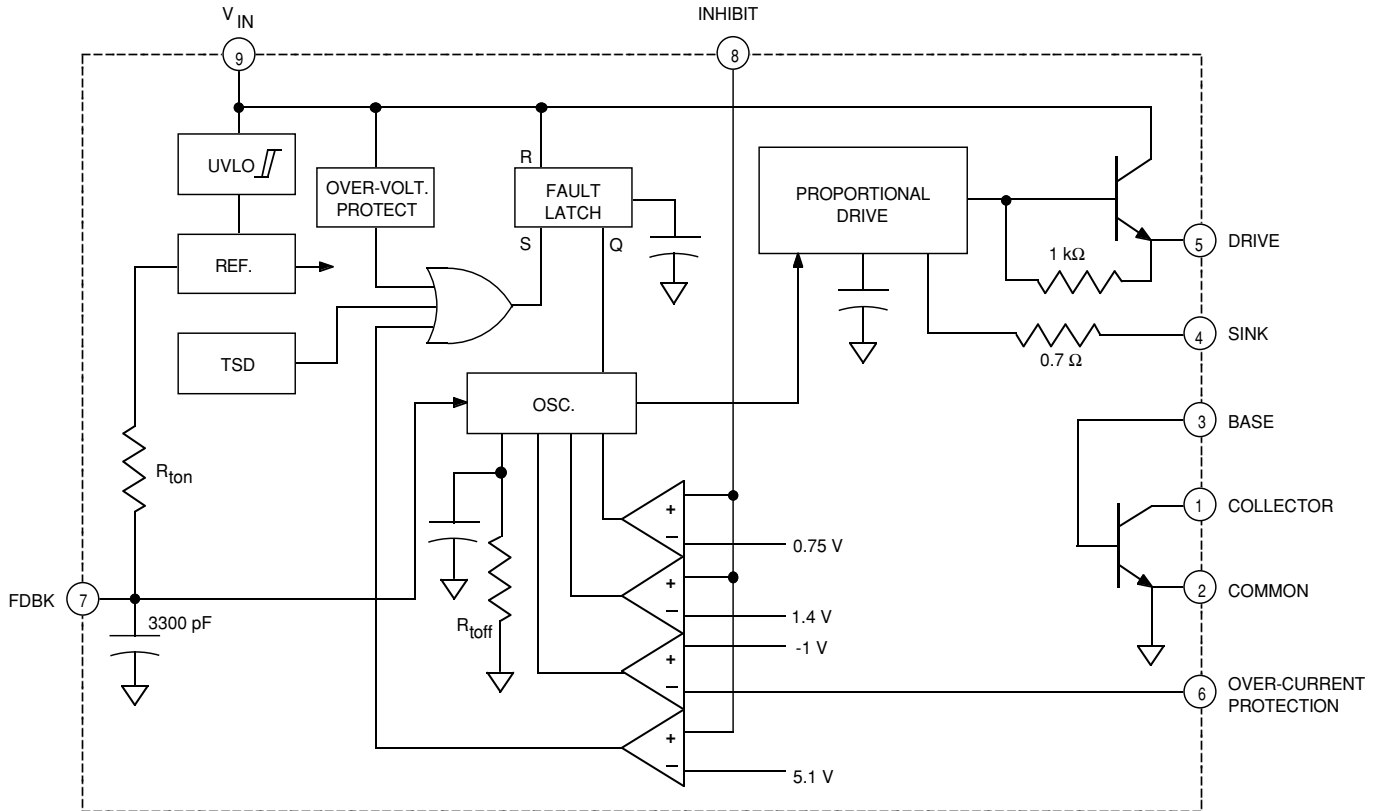 V IN
INHIBIT
9
8
UVLO
OVER-VOLT.
PROTECT
R
FAULT
LATCH
S
Q
PROPORTIONAL
DRIVE
REF.
1 kΩ
5
DRIVE
TSD
0.7 Ω
4
SINK
OSC.
3
BASE
Rton
+
−
0.75 V
1
COLLECTOR
FDBK
7
3300 pF
Rtoff
+
−
1.4 V
2
COMMON
+
−
-1 V
6
OVER-CURRENT
PROTECTION
+
−
5.1 V